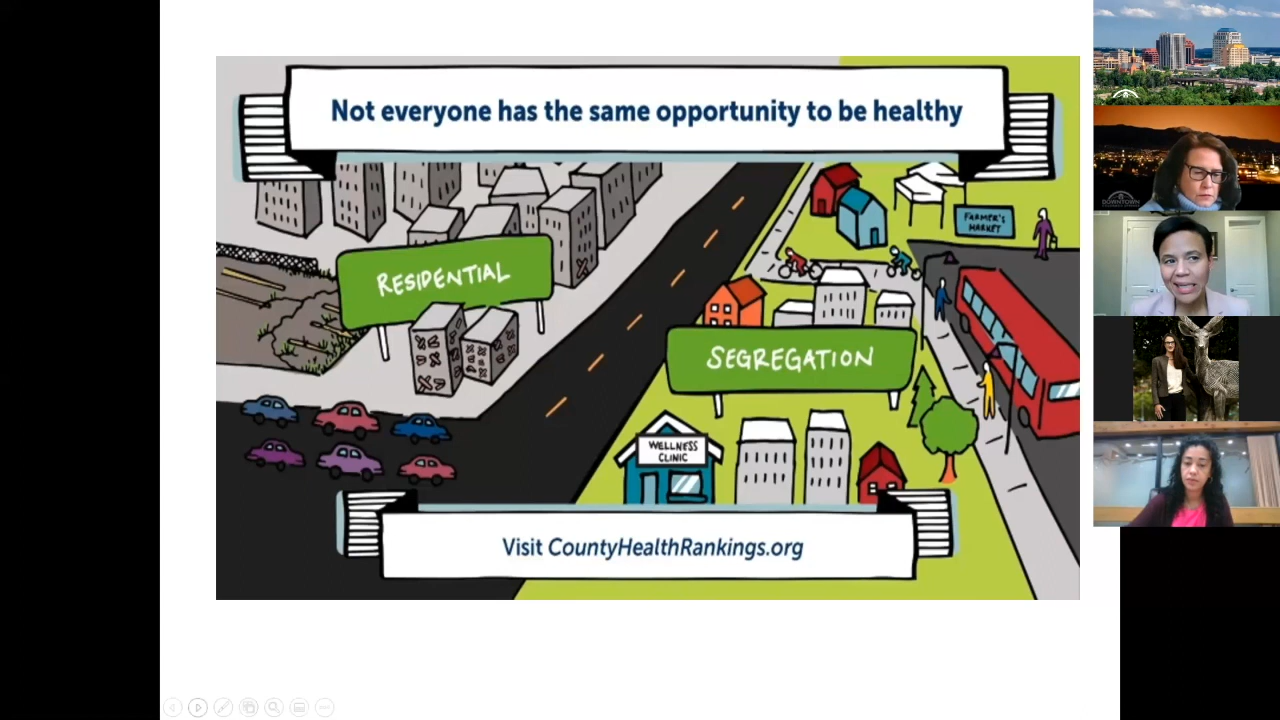 Not everyone has the same opportunity to be healthy
FARMER'S
MARKET
RESIDENTIAL
SEGREGATION
WELLNESS
CLINIC
Visit CountyHealthRankings.org
DOWNTOWN